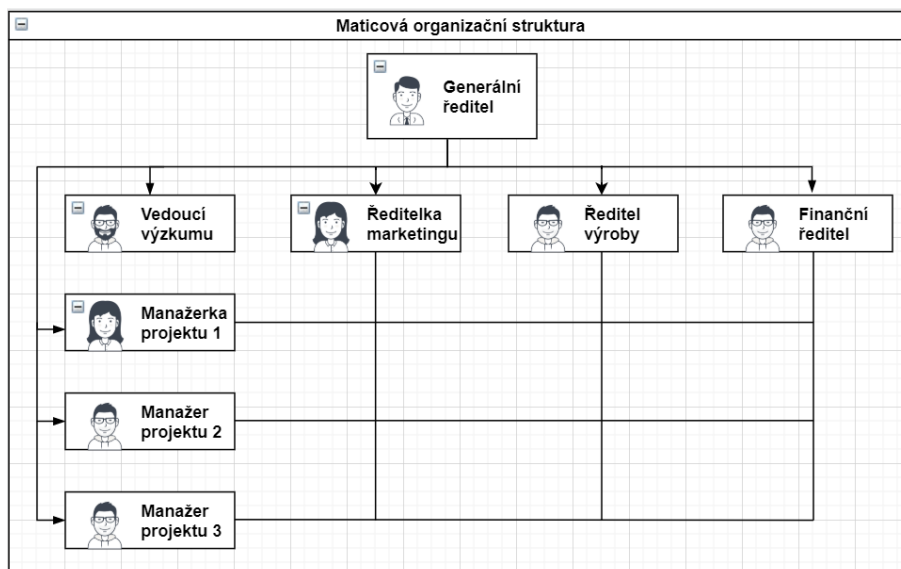 Maticová organizační struktura
Generální
ředitel
Vedoucí
výzkumu
Ředitelka
marketingu
Ředitel
výroby
Finanční
ředitel
Manažerka
projektu 1
Manažer
projektu 2
Manažer
projektu 3